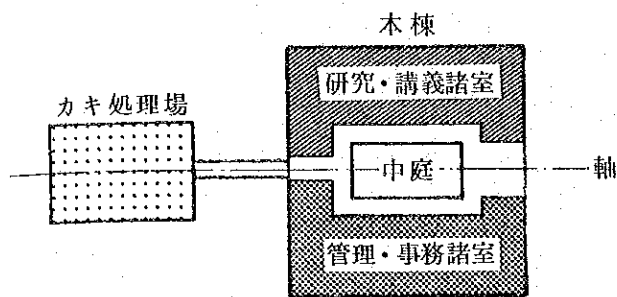 本棟
研究・講義諸室
カキ処理場
中庭
軸
管理・事務諸室